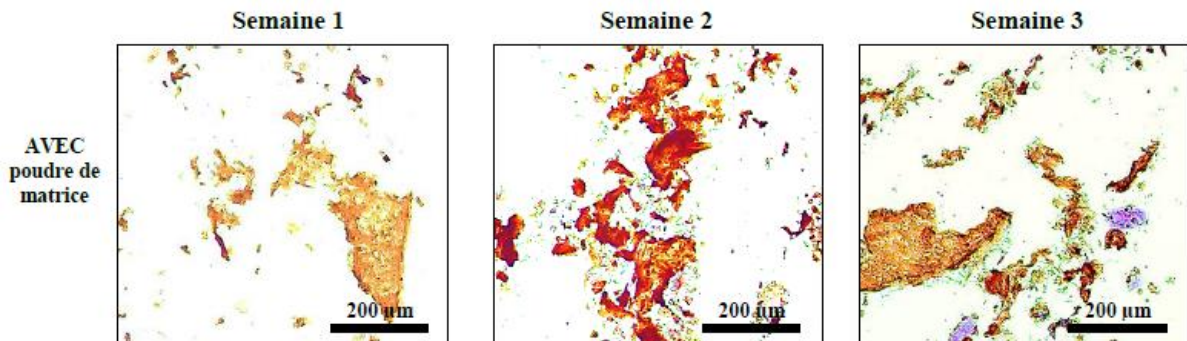 Semaine 1
Semaine 2
Semaine 3
AVEC
poudre de
matrice
200 µm
200 µm
200 µm